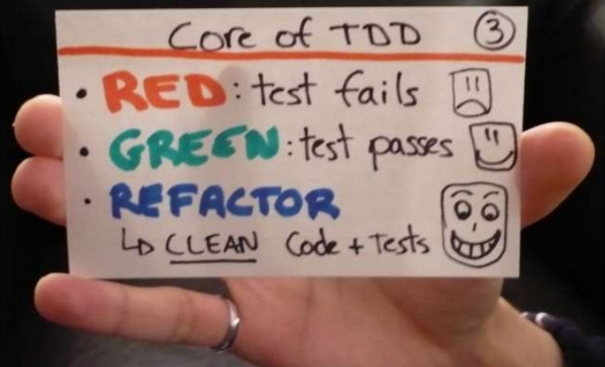 Core of TDD ③
• RED: test fails
• GREEN: test passes
• REFACTOR
↳ CLEAN Code + Tests